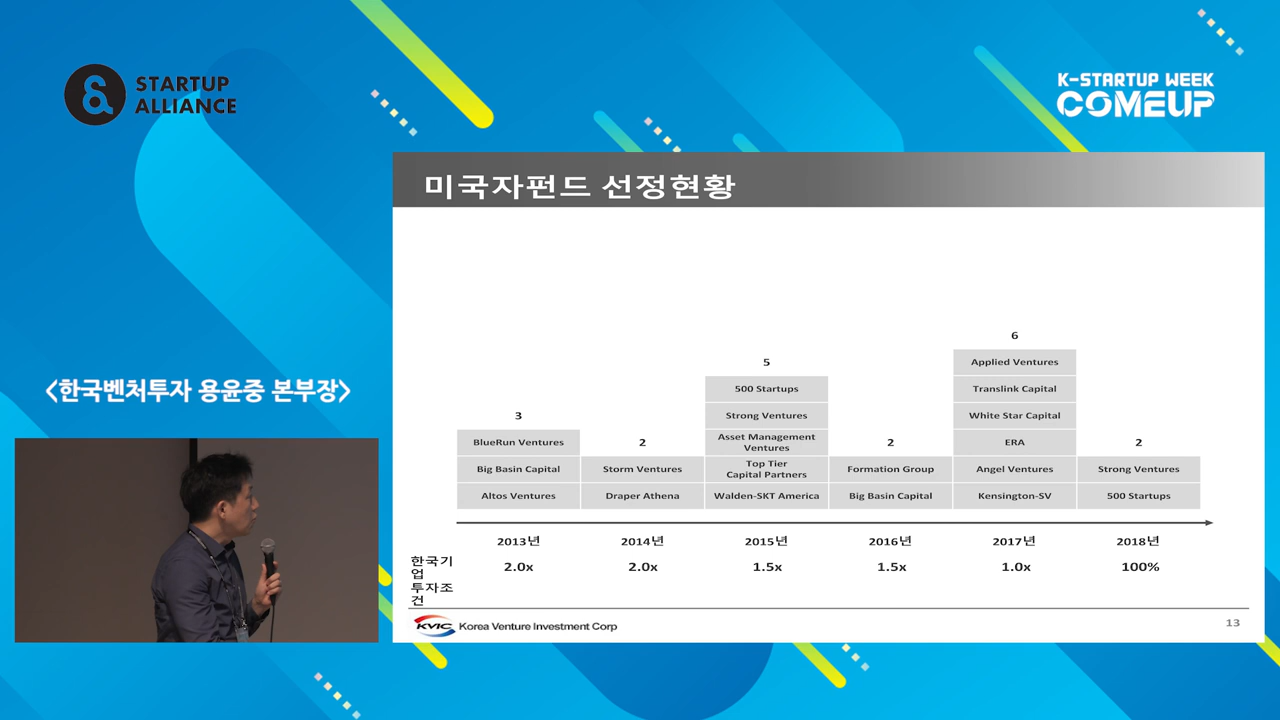 STARTUP
ALLIANCE
K-STARTUP WEEK
COMEUP
미국자펀드 선정현황
<한국벤처투자 용윤중 본부장>
3
BlueRun Ventures
Big Basin Capital
Altos Ventures
2
Storm Ventures
Draper Athena
5
500 Startups
Strong Ventures
Asset Management
Ventures
Top Tier
Capital Partners
Walden-SKT America
2
Formation Group
Big Basin Capital
6
Applied Ventures
Translink Capital
White Star Capital
ERA
Angel Ventures
Kensington-SV
2
Strong Ventures
500 Startups
2013년 2014년 2015년 2016년 2017년 2018년
한국기
업
투자조
건
2.0x 2.0x 1.5x 1.5x 1.0x 100%
KVIC Korea Venture Investment Corp
13